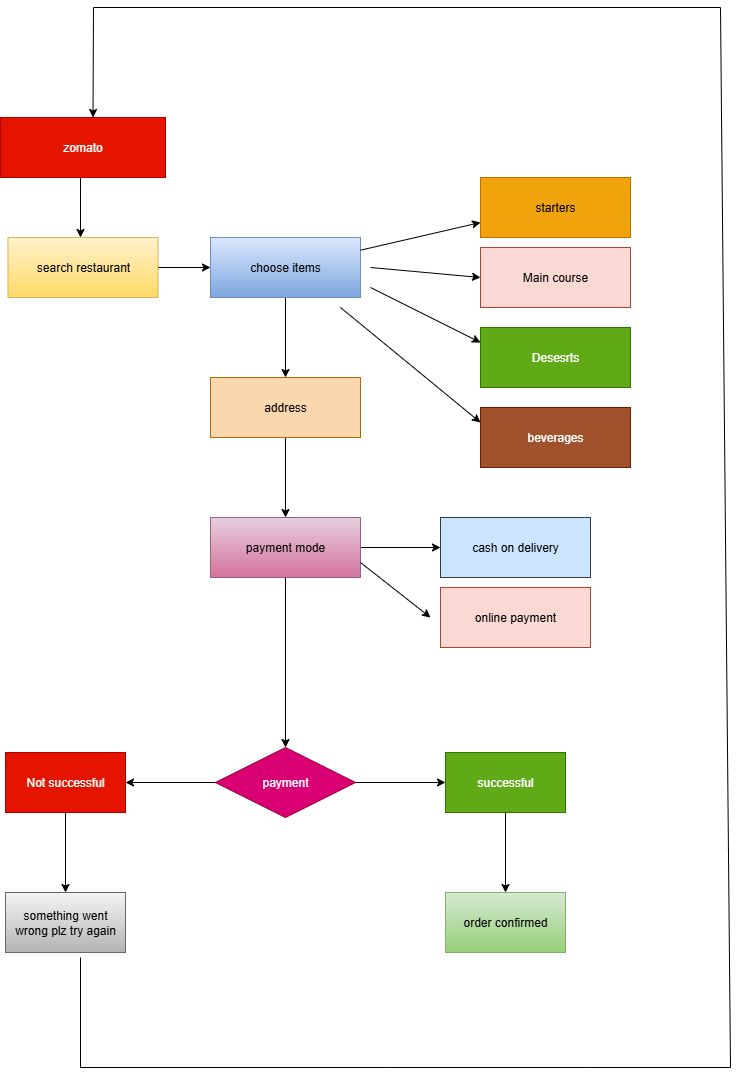 zomato
starters
search restaurant
choose items
Main course
Desesrts
address
beverages
payment mode
cash on delivery
online payment
Not successful
payment
successful
something went
wrong plz try again
order confirmed